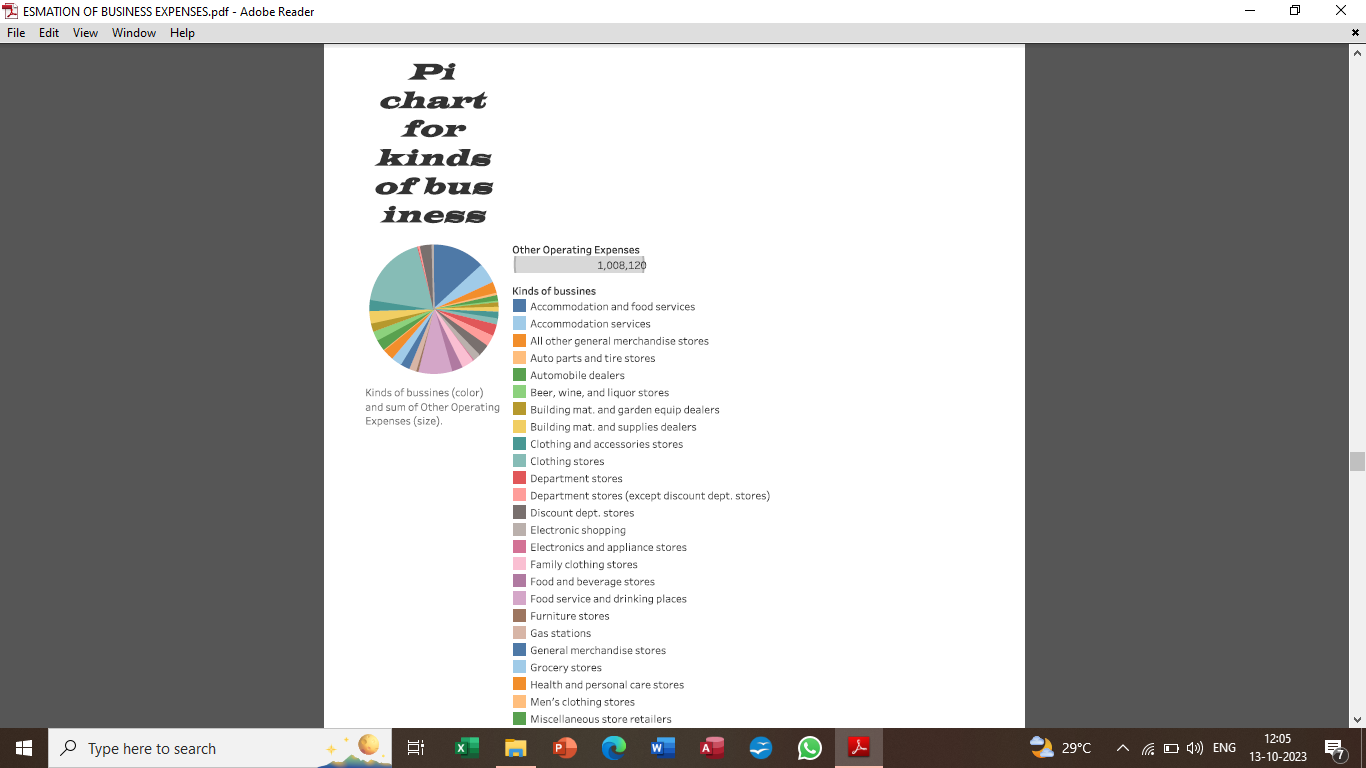 ESMATION OF BUSINESS EXPENSES.pdf - Adobe Reader
File Edit View Window Help
Pi
chart
for
kinds
of bus
iness
Other Operating Expenses
1,008,120
Kinds of bussines
Accommodation and food services
Accommodation services
All other general merchandise stores
Auto parts and tire stores
Automobile dealers
Beer, wine, and liquor stores
Building mat. and garden equip dealers
Building mat. and supplies dealers
Clothing and accessories stores
Clothing stores
Department stores
Department stores (except discount dept. stores)
Discount dept. stores
Electronic shopping
Electronics and appliance stores
Family clothing stores
Food and beverage stores
Food service and drinking places
Furniture stores
Gas stations
General merchandise stores
Grocery stores
Health and personal care stores
Men's clothing stores
Miscellaneous store retailers
Kinds of bussines (color)
and sum of Other Operating
Expenses (size).
Type here to search
29°C
ENG
12:05
13-10-2023
7